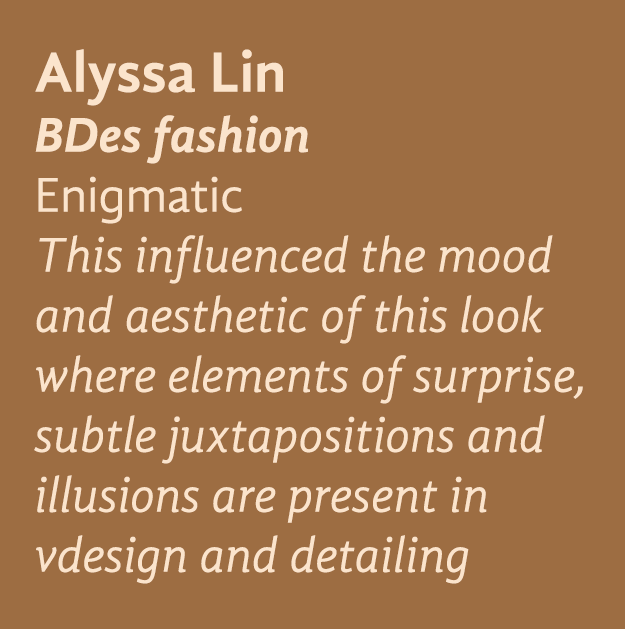 Alyssa Lin
BDes fashion
Enigmatic
This influenced the mood
and aesthetic of this look
where elements of surprise,
subtle juxtapositions and
illusions are present in
vdesign and detailing